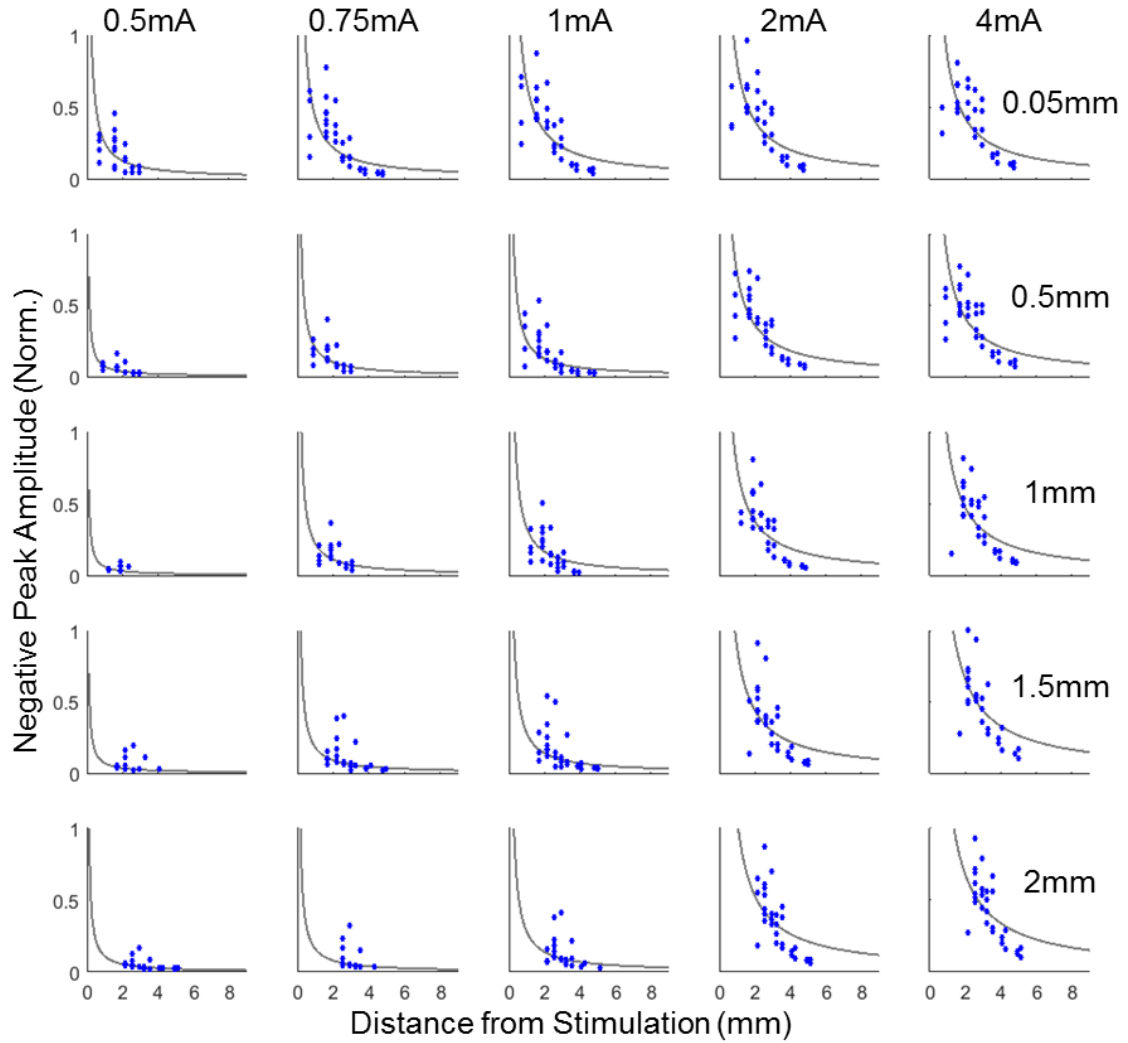 0.5mA 0.75mA 1mA 2mA 4mA
1
0.5
0
0.05mm
1
0.5
0
0.5mm
Negative Peak Amplitude (Norm.)
1
0.5
0
1mm
1
0.5
0
1.5mm
1
0.5
0
2mm
0 2 4 6 8 0 2 4 6 8 0 2 4 6 8 0 2 4 6 8 0 2 4 6 8
Distance from Stimulation (mm)